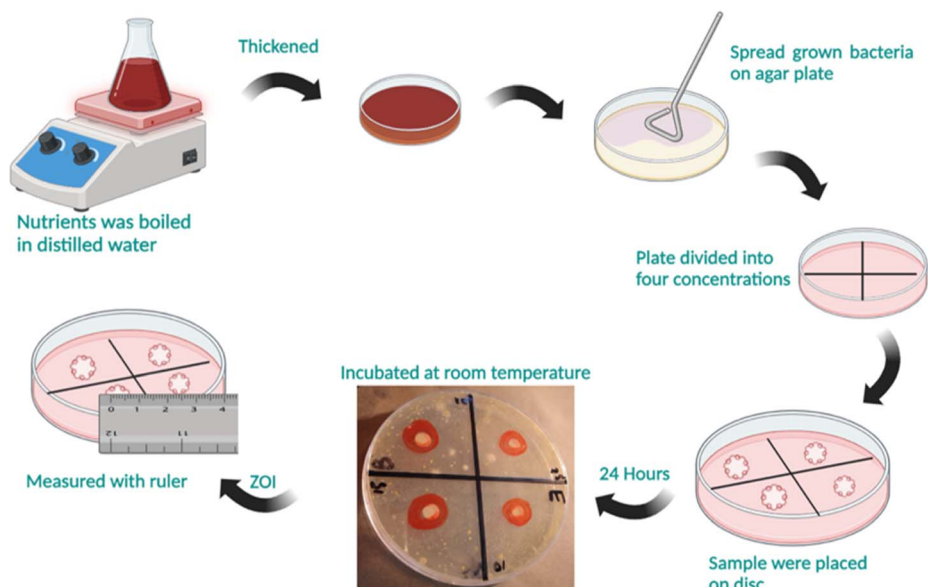 Thickened
Spread grown bacteria
on agar plate
Nutrients was boiled
in distilled water
Plate divided into
four concentrations
Incubated at room temperature
0 1 2 3 4
12 11
Measured with ruler
ZOI
24 Hours
Sample were placed
on disc